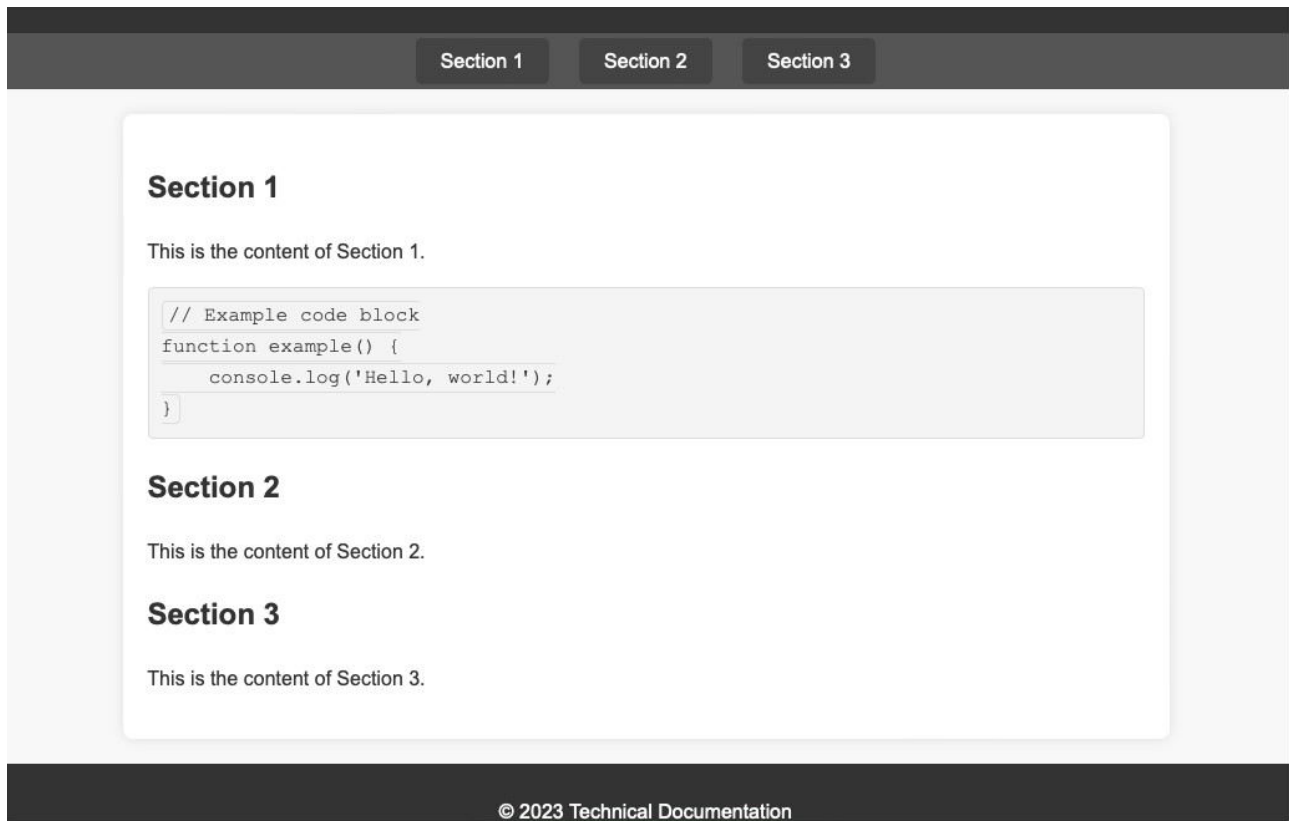 Section 1 Section 2 Section 3
Section 1
This is the content of Section 1.
// Example code block
function example() {
    console.log('Hello, world!');
}
Section 2
This is the content of Section 2.
Section 3
This is the content of Section 3.
© 2023 Technical Documentation